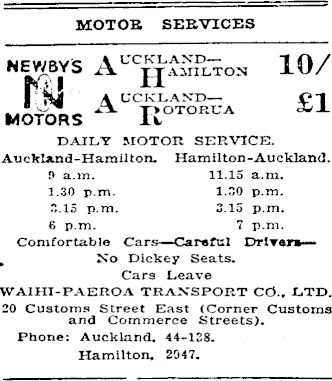 MOTOR SERVICES
NEWBY'S
N
MOTORS
AUCKLAND—
HAMILTON 10/
AUCKLAND—
ROTORUA £1
DAILY MOTOR SERVICE.
Auckland-Hamilton. Hamilton-Auckland.
9 a.m. 11.15 a.m.
1.30 p.m. 1.30 p.m.
3.15 p.m. 3.15 p.m.
6 p.m. 7 p.m.
Comfortable Cars—Careful Drivers—
No Dickey Seats.
Cars Leave
WAIHI-PAEROA TRANSPORT CO., LTD.
20 Customs Street East (Corner Customs
and Commerce Streets).
Phone: Auckland, 44-138.
Hamilton, 2947.